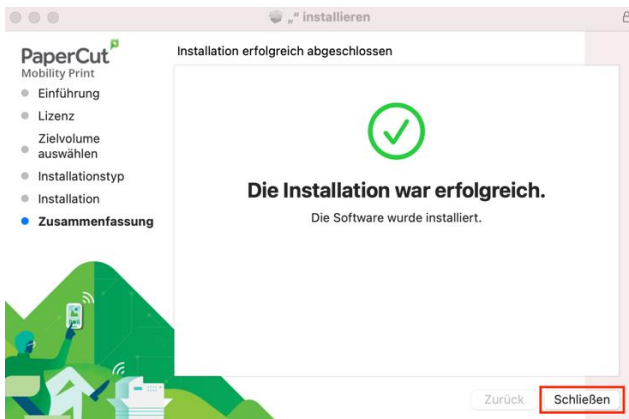 „“ installieren
PaperCut
Mobility Print
Installation erfolgreich abgeschlossen
Einführung
Lizenz
Zielvolume
auswählen
Installationstyp
Installation
Zusammenfassung
Die Installation war erfolgreich.
Die Software wurde installiert.
Zurück
Schließen